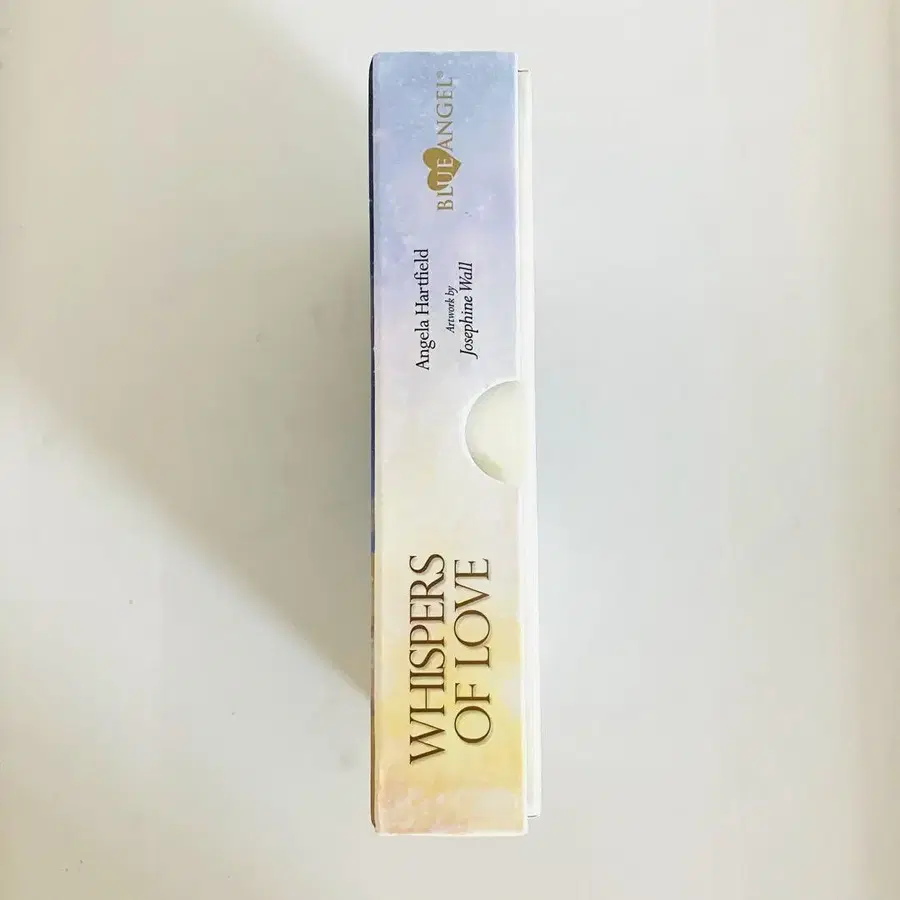 WHISPERS
OF LOVE
Angela Hartfield
Artwork by
Josephine Wall
BLUE ANGEL®